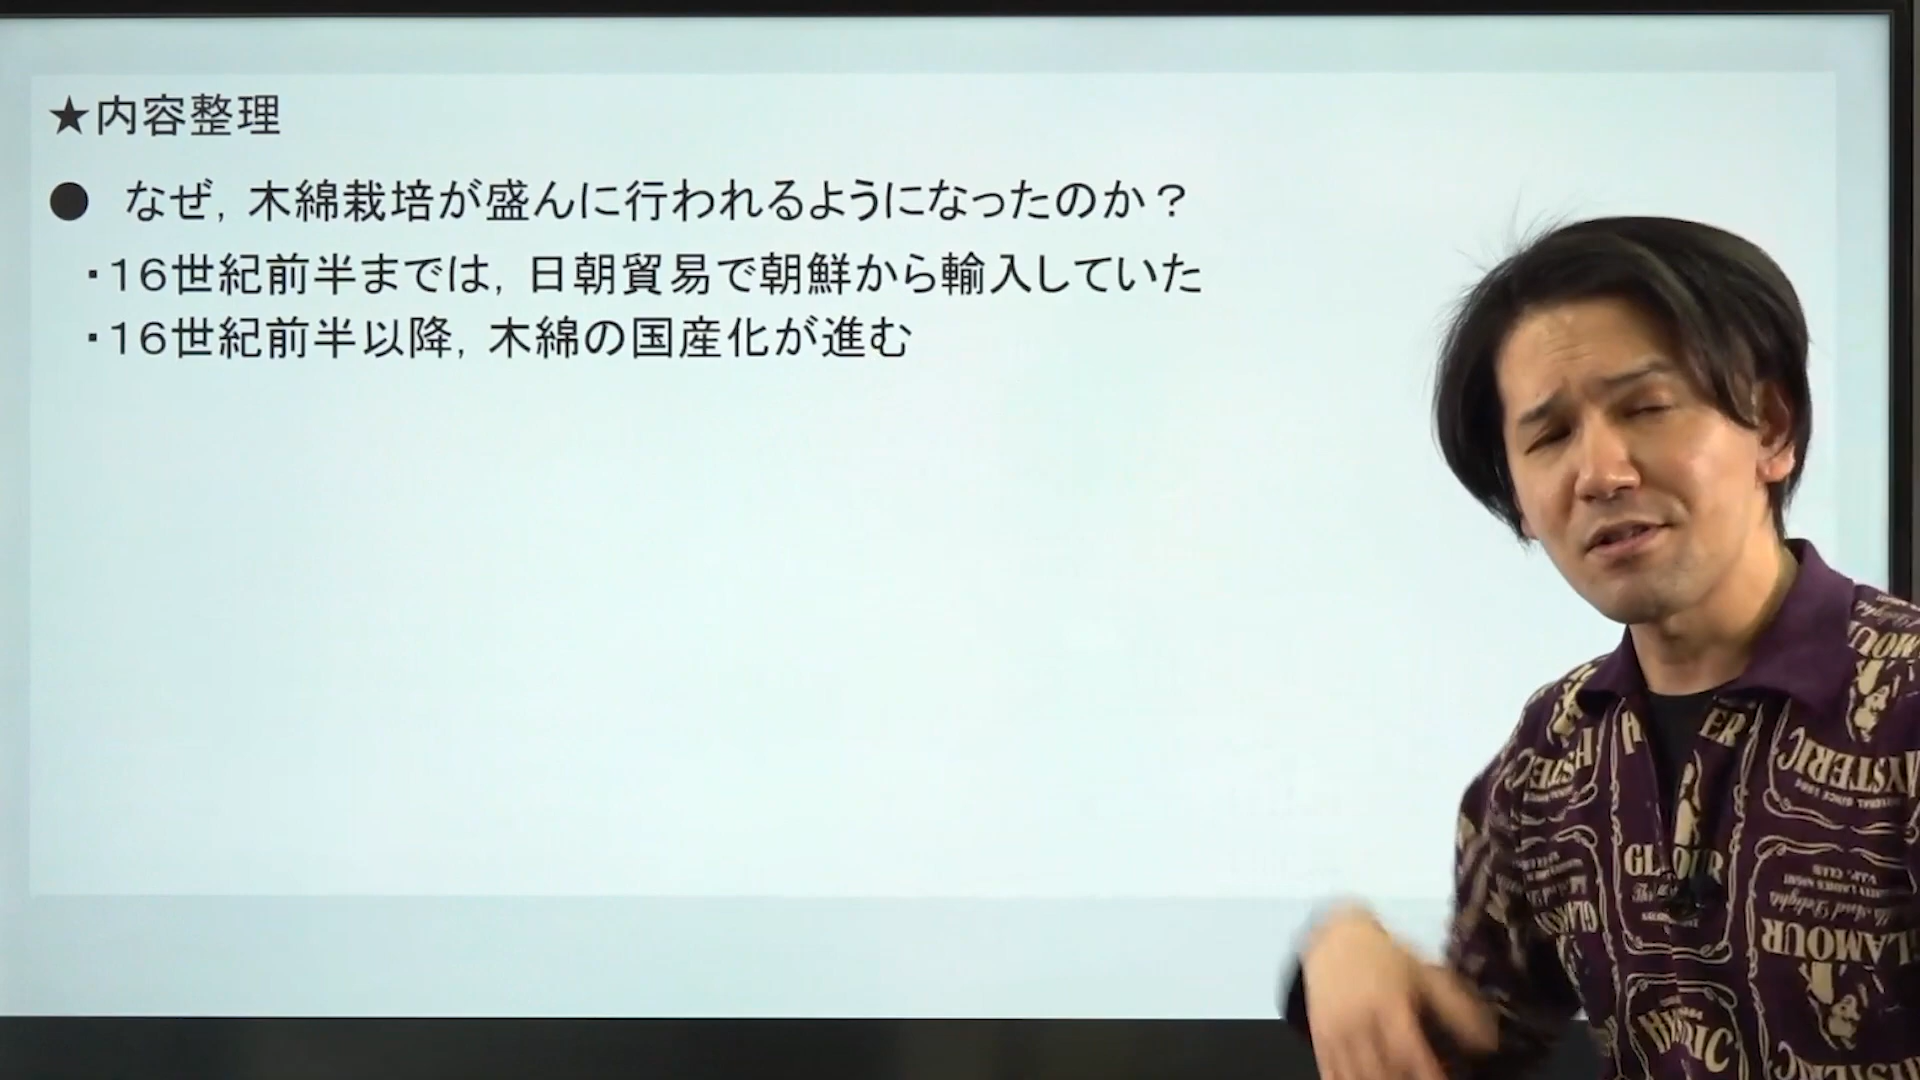 ★内容整理
● なぜ，木綿栽培が盛んに行われるようになったのか？
・１６世紀前半までは，日朝貿易で朝鮮から輸入していた
・１６世紀前半以降，木綿の国産化が進む
GLAMOUR
HYSTERIC
GLAMOUR